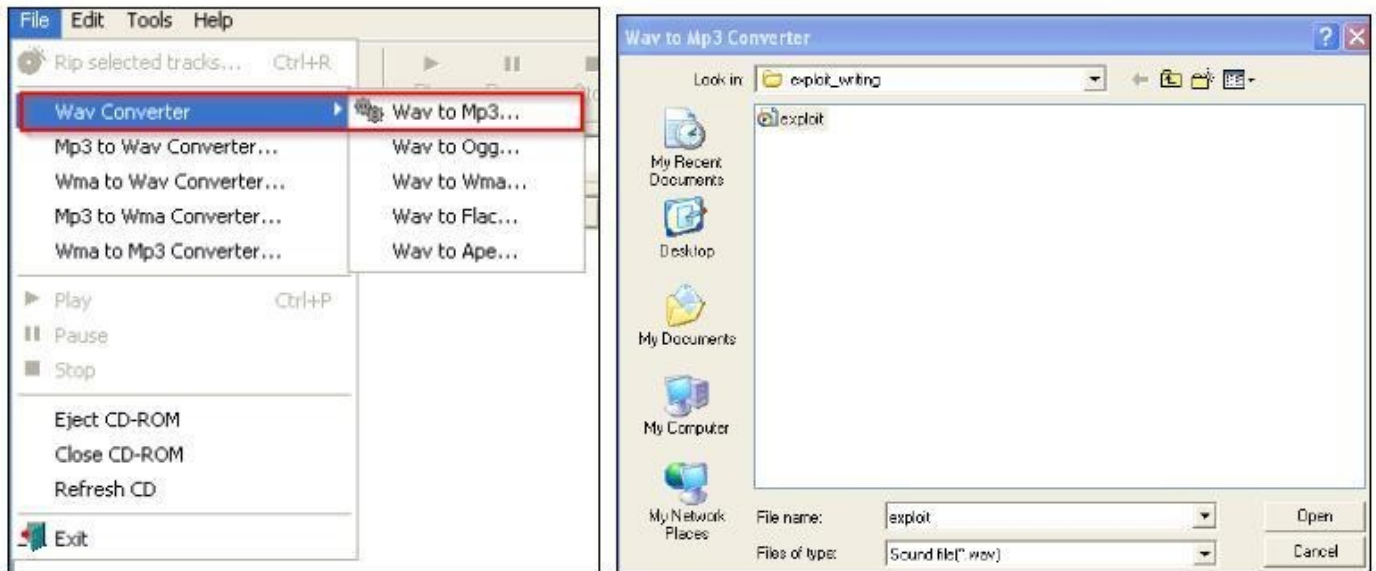 File Edit Tools Help
Rip selected tracks... Ctrl+R
Wav Converter
Mp3 to Wav Converter...
Wma to Wav Converter...
Mp3 to Wma Converter...
Wma to Mp3 Converter...
Play Ctrl+P
Pause
Stop
Eject CD-ROM
Close CD-ROM
Refresh CD
Exit
Wav to Mp3...
Wav to Ogg...
Wav to Wma...
Wav to Flac...
Wav to Ape...
Wav to Mp3 Converter
Look in: exploit_writing
exploit
My Recent
Documents
Desktop
My Documents
My Computer
My Network
Places
File name: exploit
Open
Files of type: Sound file(*.wav)
Cancel